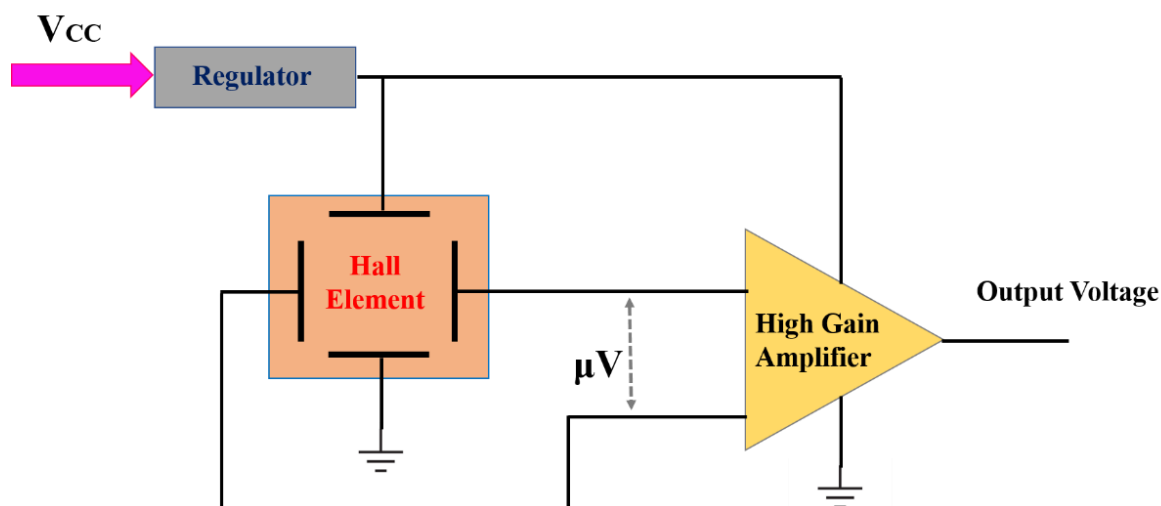 VCC
Regulator
Hall
Element
Output Voltage
High Gain
Amplifier
μV